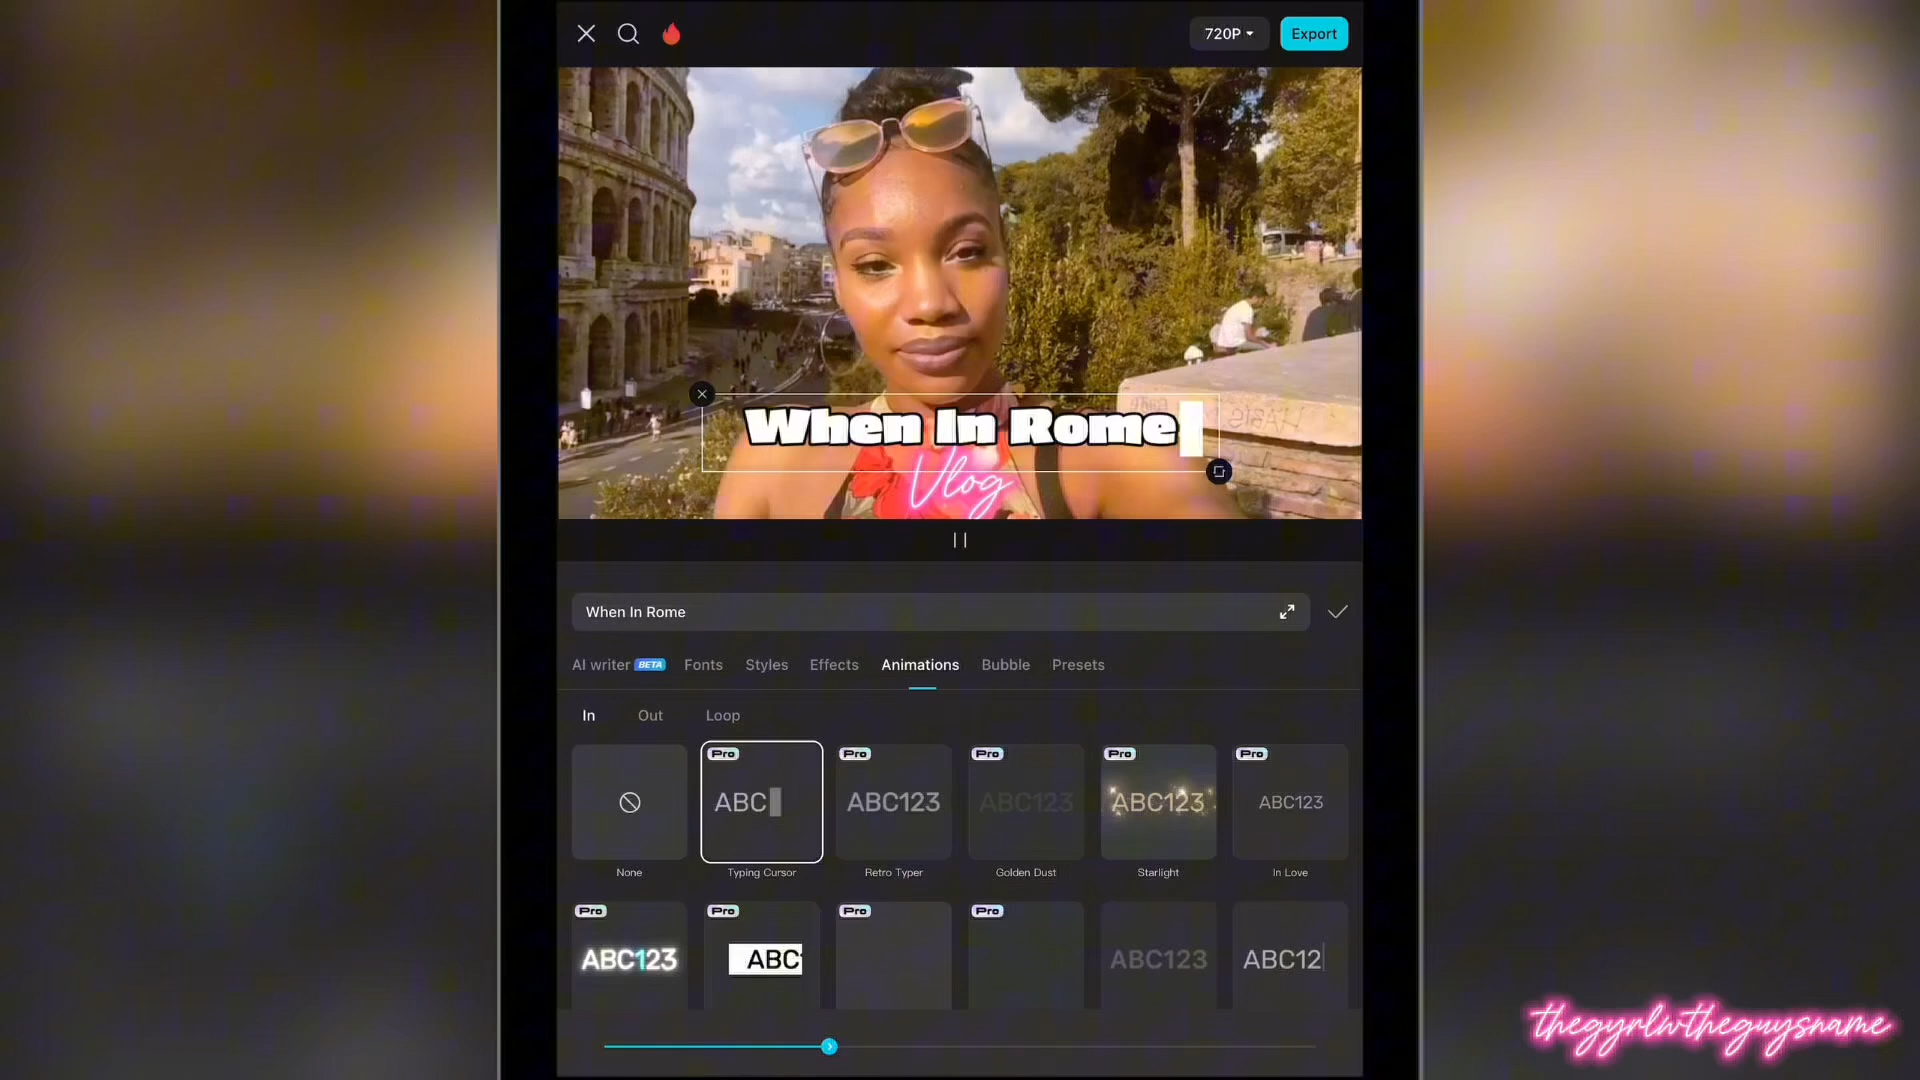 720P
Export
When In Rome
Vlog
When In Rome
AI writer BETA Fonts Styles Effects Animations Bubble Presets
In Out Loop
Pro Pro Pro Pro Pro
ABC ABC123 ABC123 ABC123 ABC123
None Typing Cursor Retro Typer Golden Dust Starlight In Love
Pro Pro Pro Pro
ABC123 ABC ABC123 ABC12
thegyrlwtheguysname